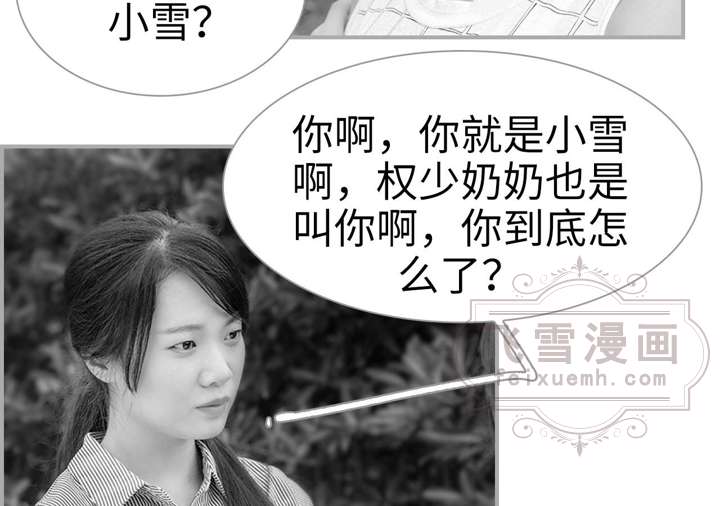 小雪？
你啊，你就是小雪
啊，权少奶奶也是
叫你啊，你到底怎
么了？
飞雪漫画
feixuemh.com